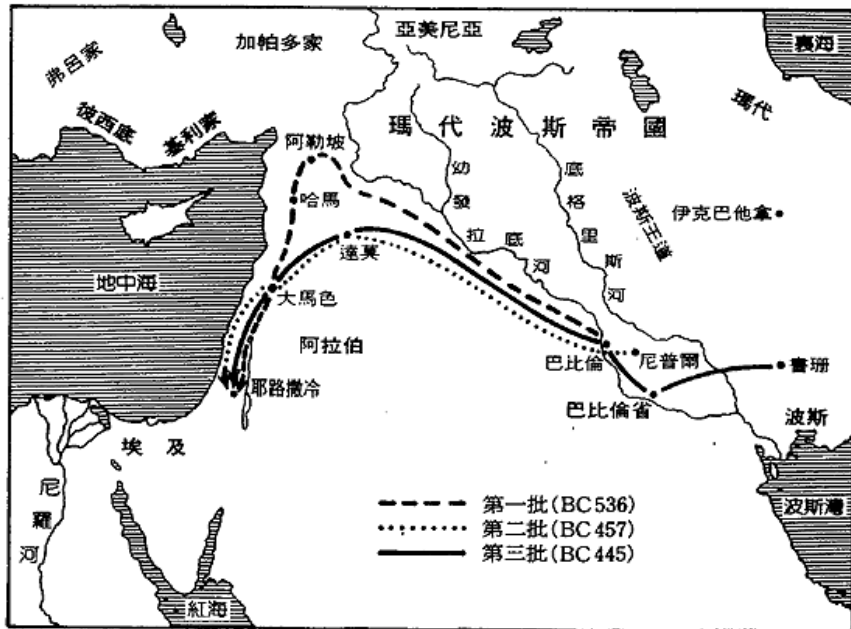 亞美尼亞
加帕多家
裏海
弗呂家
瑪代
彼西底
基利家
瑪代波斯帝國
阿勒坡
幼發拉底河
底格里斯河
哈馬
波斯王道
伊克巴他拿
達莫
地中海
大馬色
阿拉伯
巴比倫
尼普爾
書珊
耶路撒冷
巴比倫省
波斯
埃及
尼羅河
波斯灣
第一批(BC536)
第二批(BC457)
第三批(BC445)
紅海